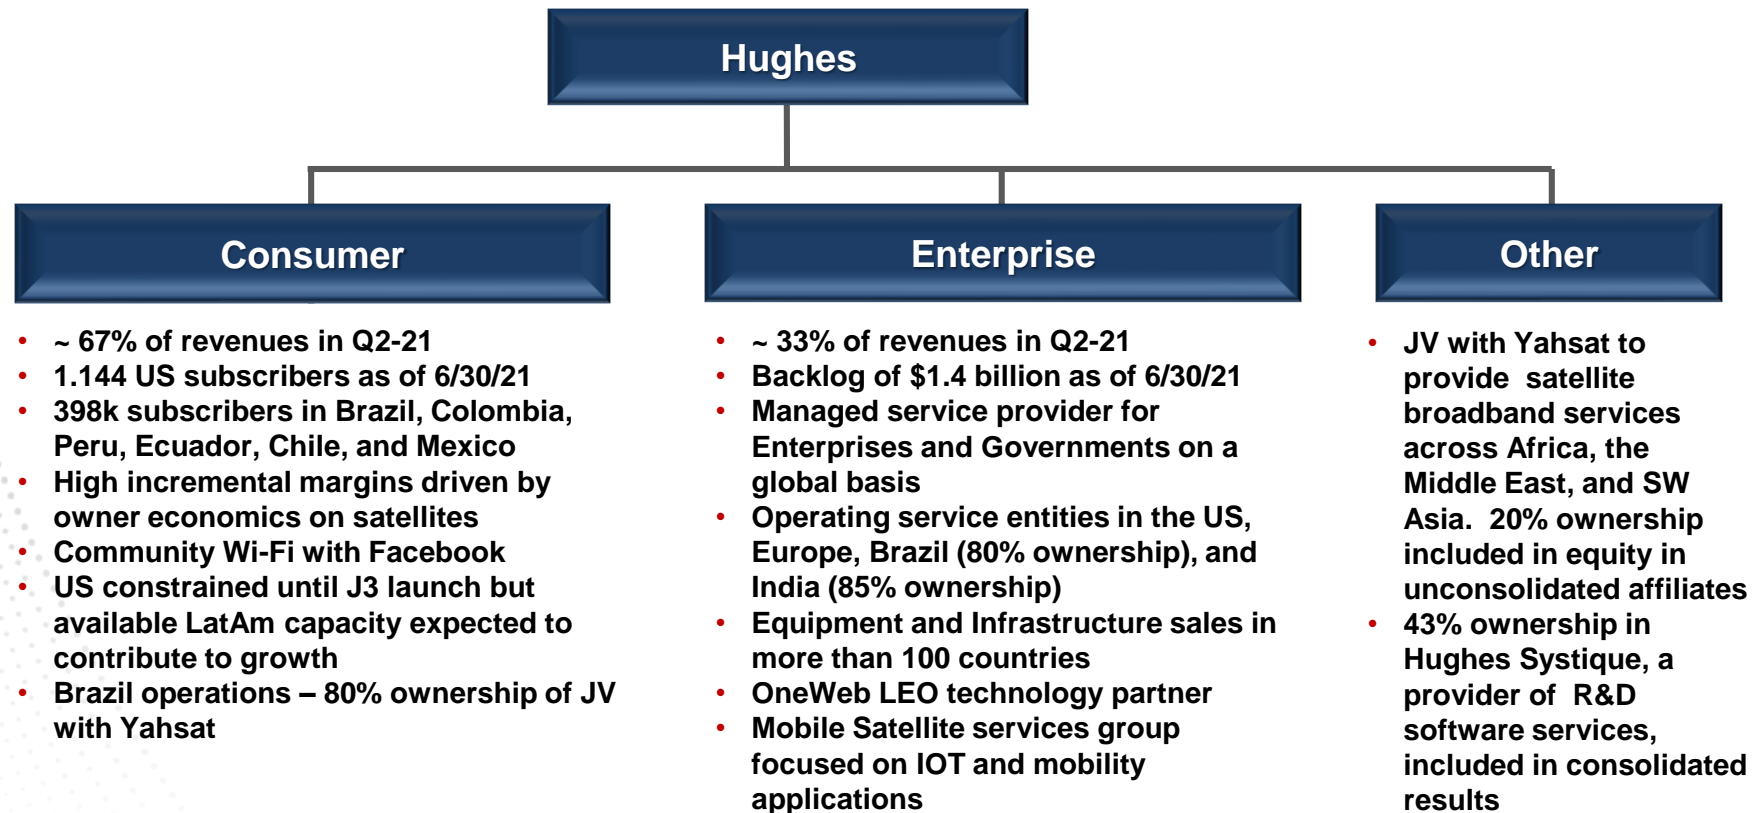 Hughes
Consumer
• ~ 67% of revenues in Q2-21
• 1.144 US subscribers as of 6/30/21
• 398k subscribers in Brazil, Colombia,
Peru, Ecuador, Chile, and Mexico
• High incremental margins driven by
owner economics on satellites
• Community Wi-Fi with Facebook
• US constrained until J3 launch but
available LatAm capacity expected to
contribute to growth
• Brazil operations – 80% ownership of JV
with Yahsat
Enterprise
• ~ 33% of revenues in Q2-21
• Backlog of $1.4 billion as of 6/30/21
• Managed service provider for
Enterprises and Governments on a
global basis
• Operating service entities in the US,
Europe, Brazil (80% ownership), and
India (85% ownership)
• Equipment and Infrastructure sales in
more than 100 countries
• OneWeb LEO technology partner
• Mobile Satellite services group
focused on IOT and mobility
applications
Other
• JV with Yahsat to
provide satellite
broadband services
across Africa, the
Middle East, and SW
Asia. 20% ownership
included in equity in
unconsolidated affiliates
• 43% ownership in
Hughes Systique, a
provider of R&D
software services,
included in consolidated
results